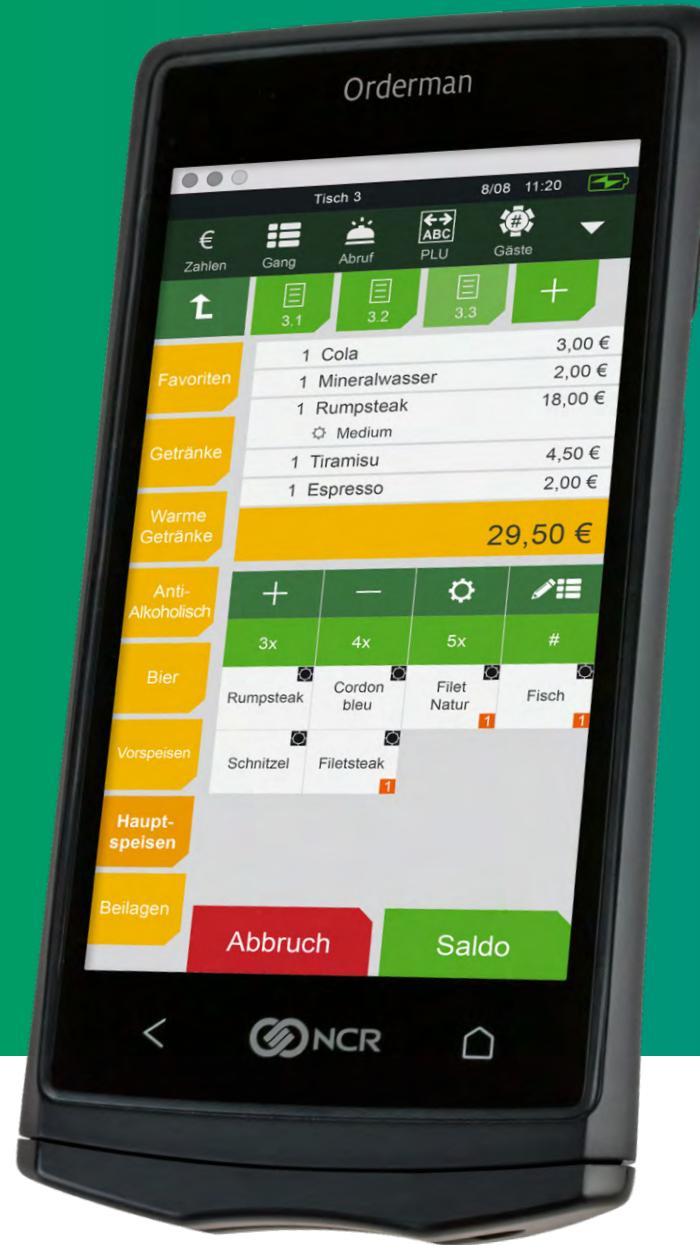 Orderman
Tisch 3
8/08 11:20
€
Zahlen
Gang
Abruf
ABC
PLU
#
Gäste
3.1
3.2
3.3
+
Favoriten
Getränke
Warme
Getränke
Anti-
Alkoholisch
Bier
Vorspeisen
Haupt-
speisen
Beilagen
1 Cola 3,00 €
1 Mineralwasser 2,00 €
1 Rumpsteak 18,00 €
Medium
1 Tiramisu 4,50 €
1 Espresso 2,00 €
29,50 €
+ —
3x 4x 5x #
Rumpsteak
Cordon
bleu
Filet
Natur
1
Fisch
1
Schnitzel
Filetsteak
1
Abbruch
Saldo
NCR